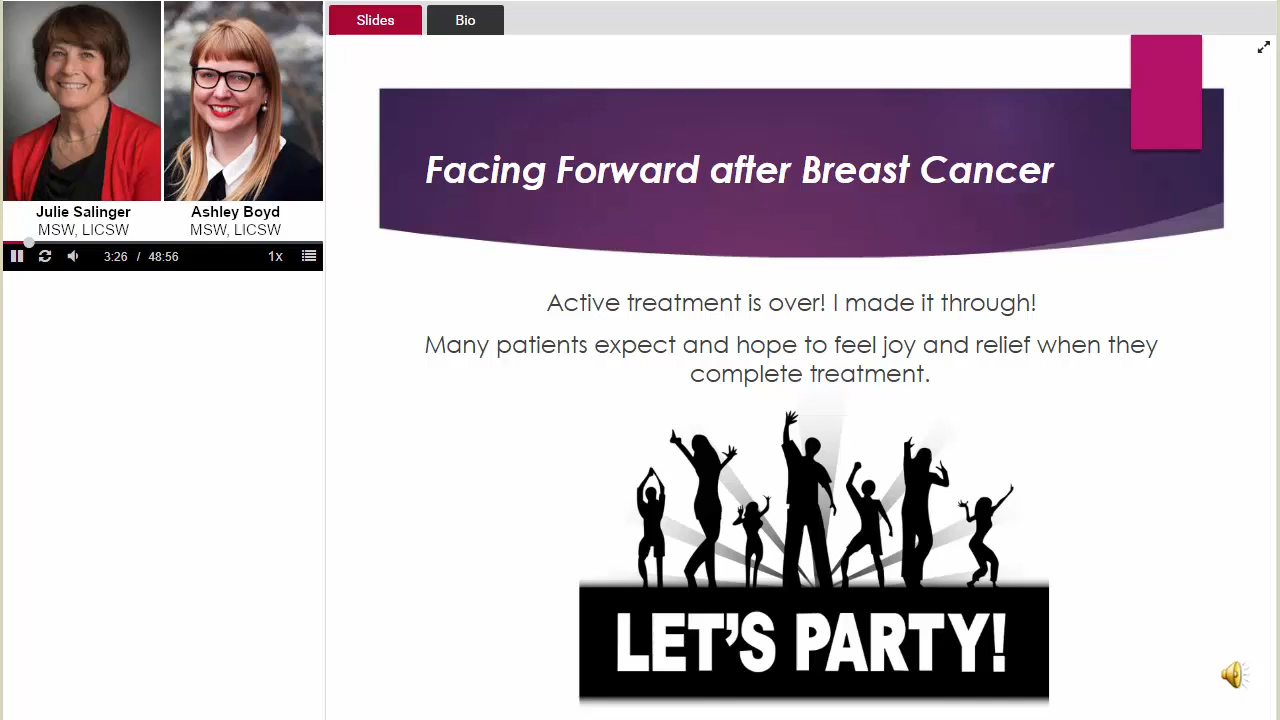 Slides
Bio
Julie Salinger
MSW, LICSW
Ashley Boyd
MSW, LICSW
3:26 / 48:56
1x
Facing Forward after Breast Cancer
Active treatment is over! I made it through!
Many patients expect and hope to feel joy and relief when they
complete treatment.
LET'S PARTY!